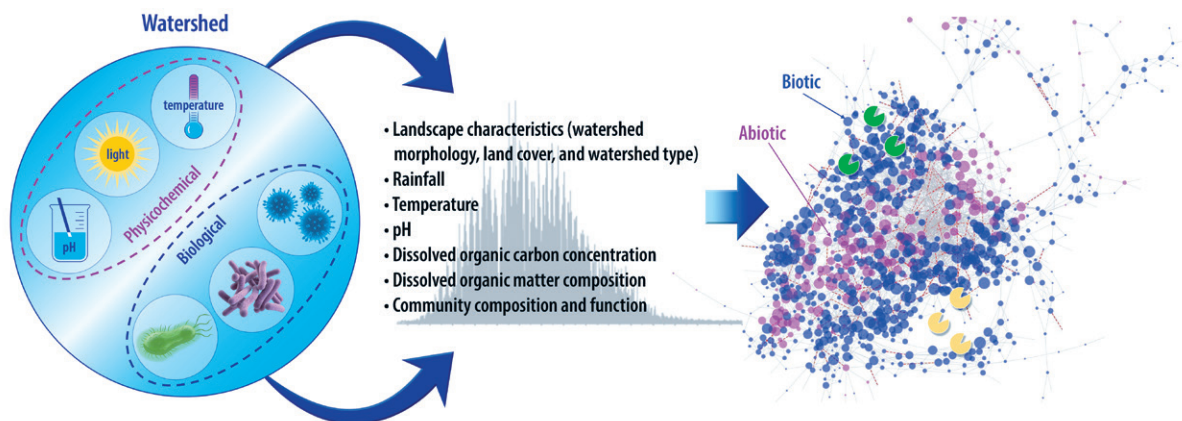 Watershed
temperature
light
pH
Physicochemical
Biological
• Landscape characteristics (watershed
morphology, land cover, and watershed type)
• Rainfall
• Temperature
• pH
• Dissolved organic carbon concentration
• Dissolved organic matter composition
• Community composition and function
Biotic
Abiotic